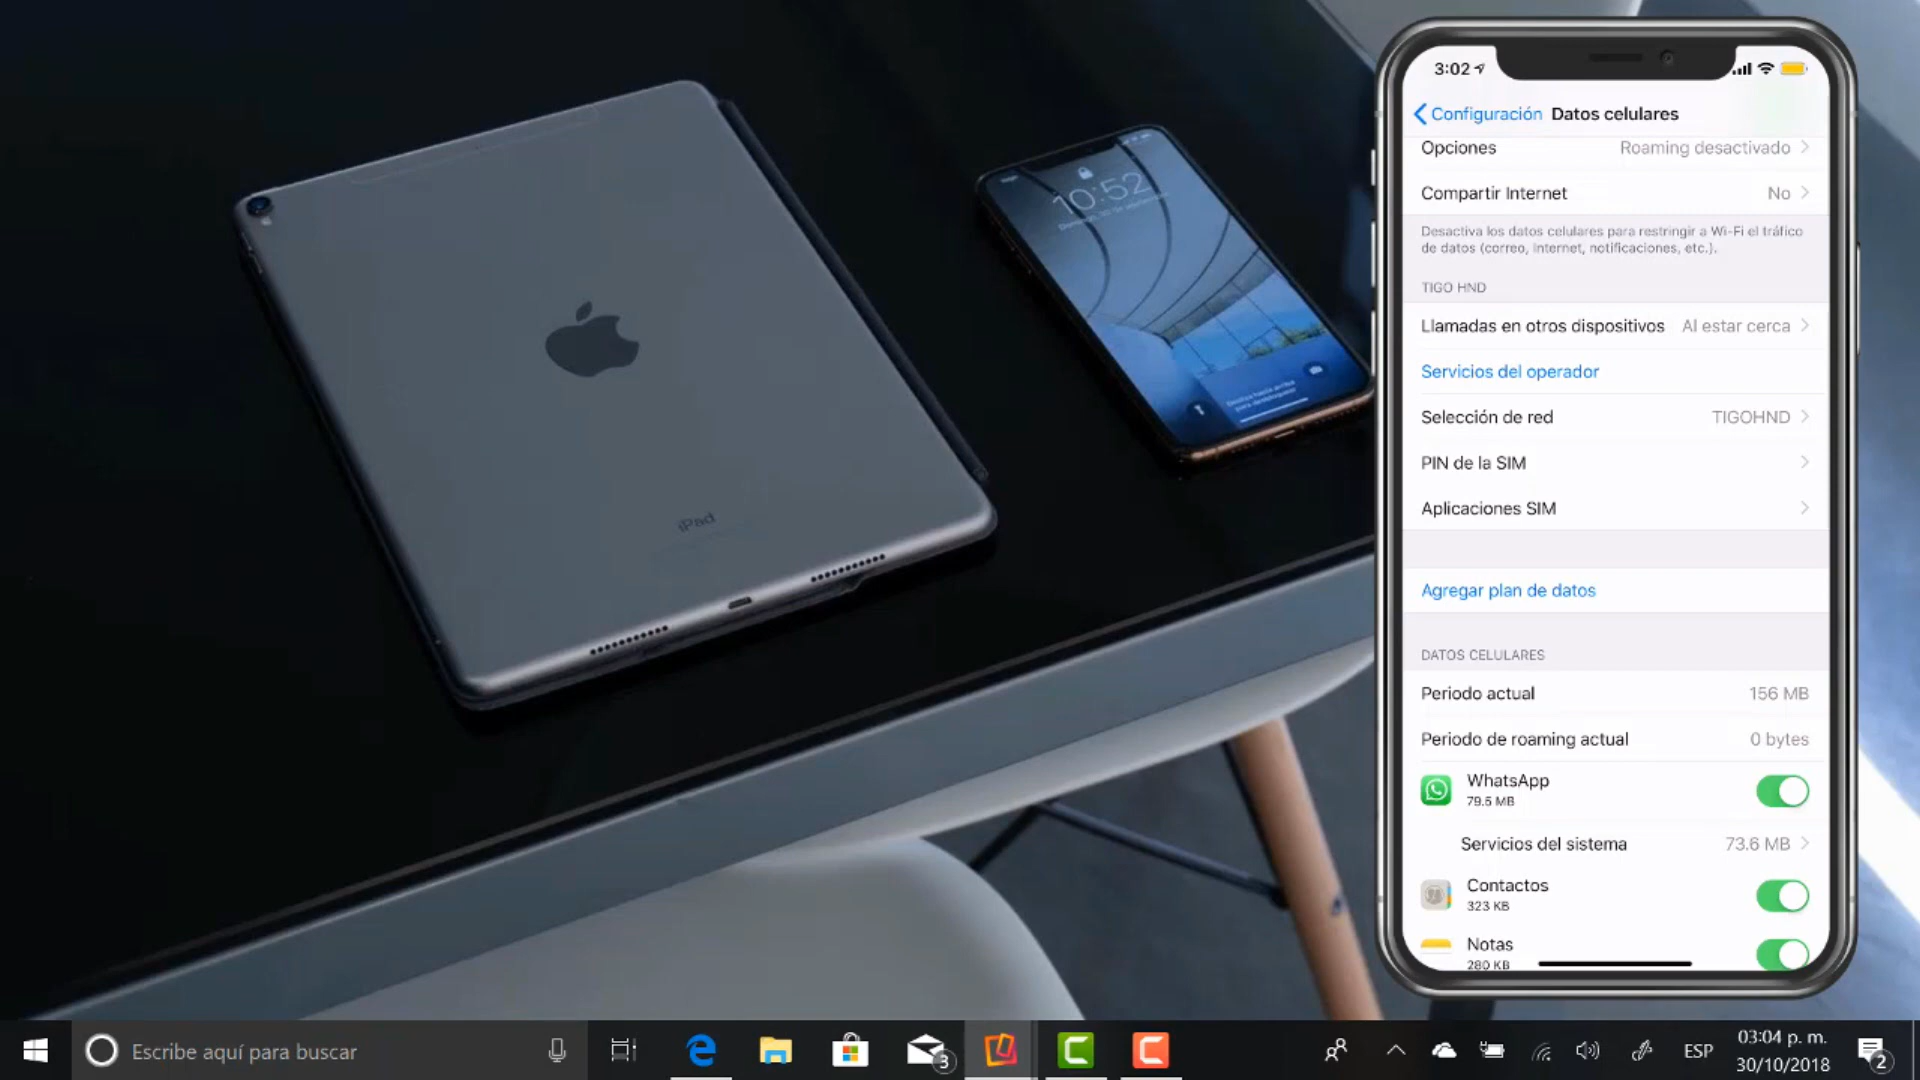 3:02
Configuración Datos celulares
Opciones Roaming desactivado
Compartir Internet No
Desactiva los datos celulares para restringir a Wi-Fi el tráfico
de datos (correo, Internet, notificaciones, etc.).
TIGO HND
Llamadas en otros dispositivos Al estar cerca
Servicios del operador
Selección de red TIGOHND
PIN de la SIM
Aplicaciones SIM
Agregar plan de datos
DATOS CELULARES
Periodo actual 156 MB
Periodo de roaming actual 0 bytes
WhatsApp
79.5 MB
Servicios del sistema 73.6 MB
Contactos
323 KB
Notas
280 KB
10:52
iPad
Escribe aquí para buscar
3
ESP
03:04 p. m.
30/10/2018
2